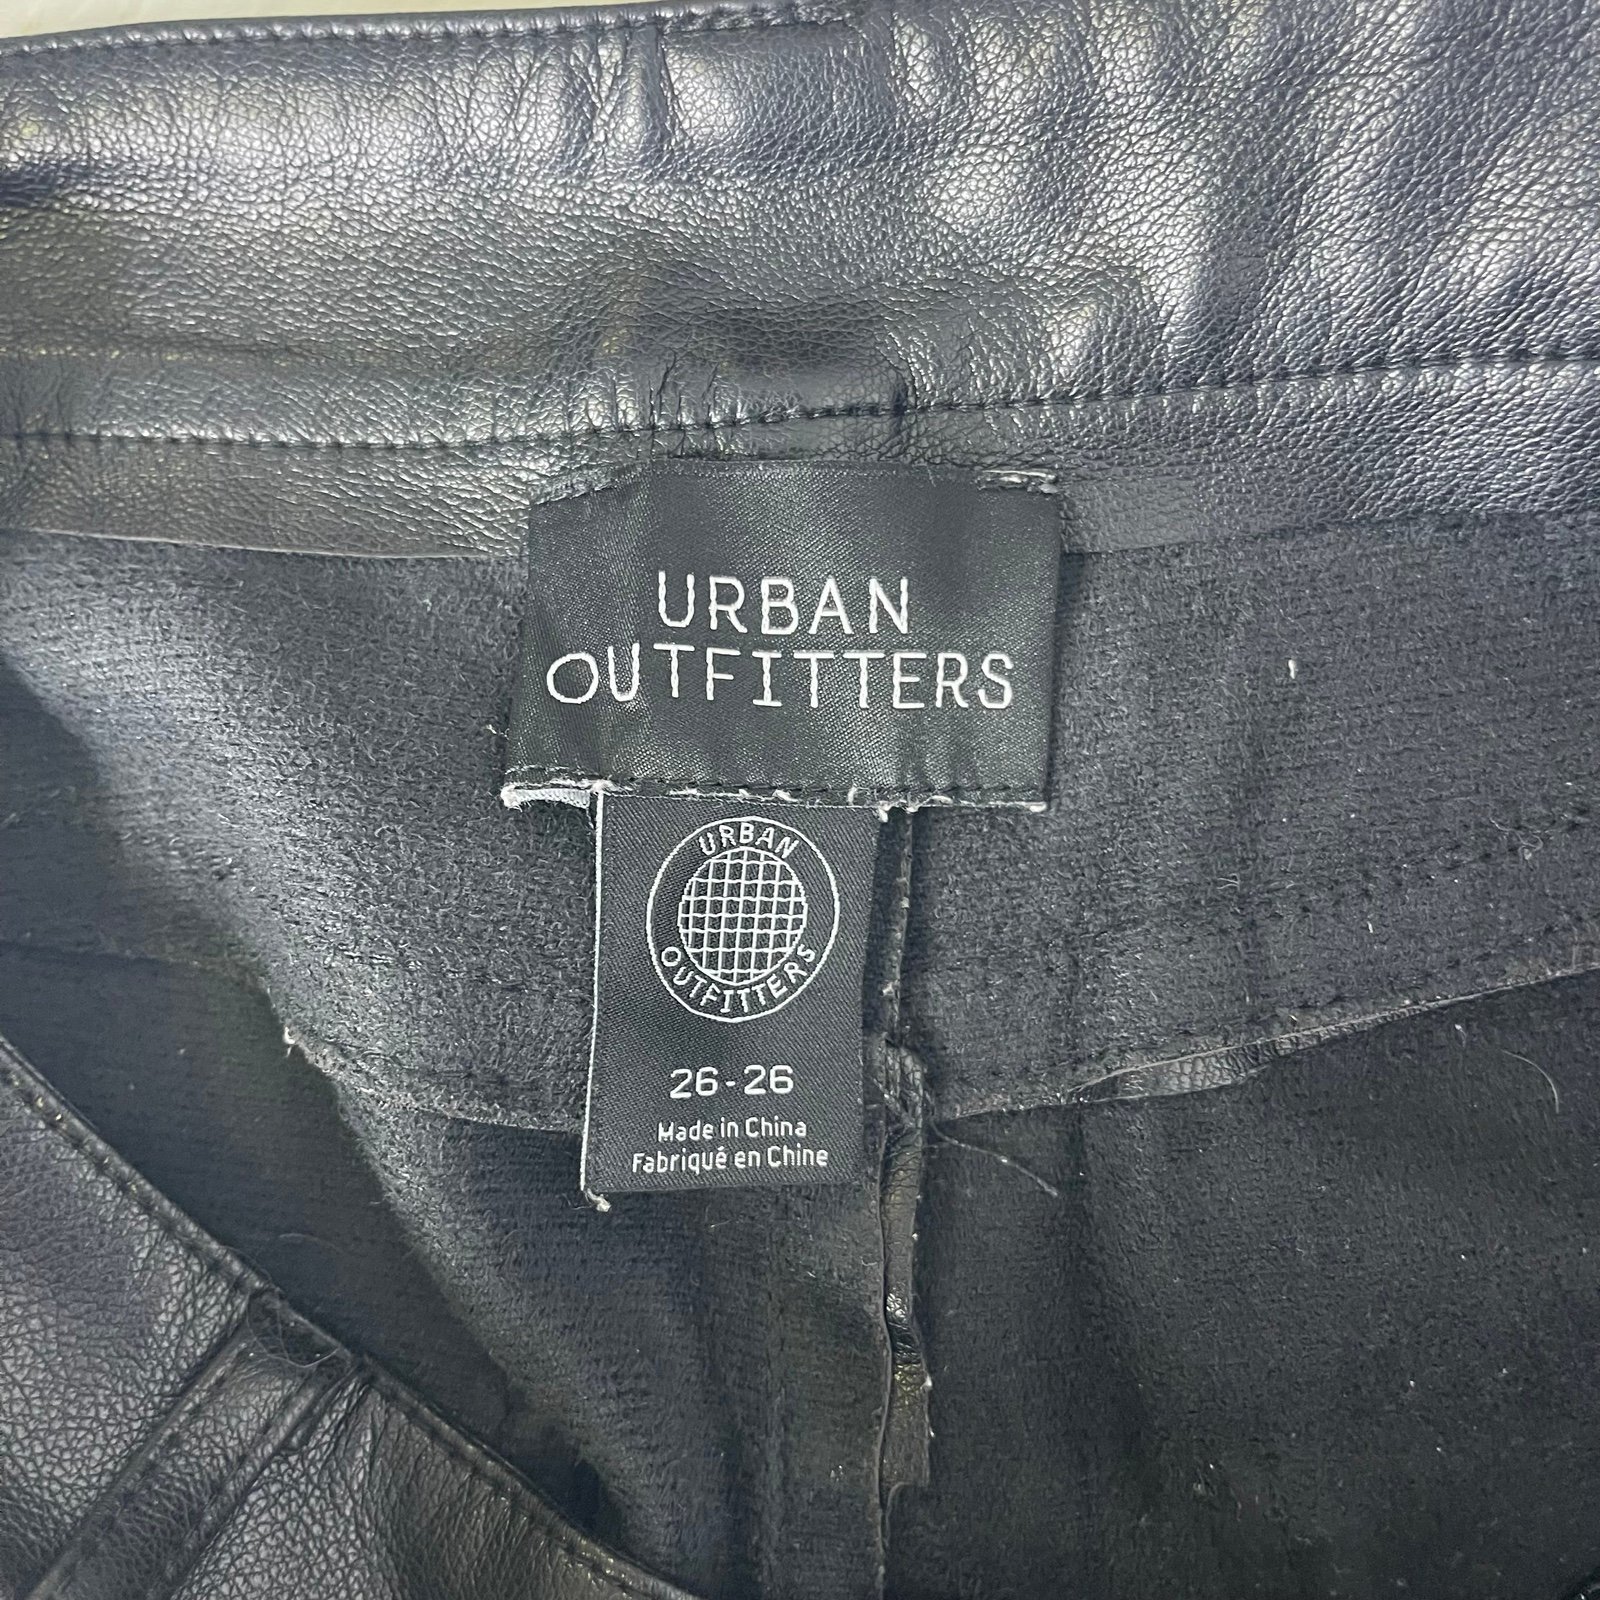 URBAN
OUTFITTERS
URBAN
OUTFITTERS
26-26
Made in China
Fabriqué en Chine